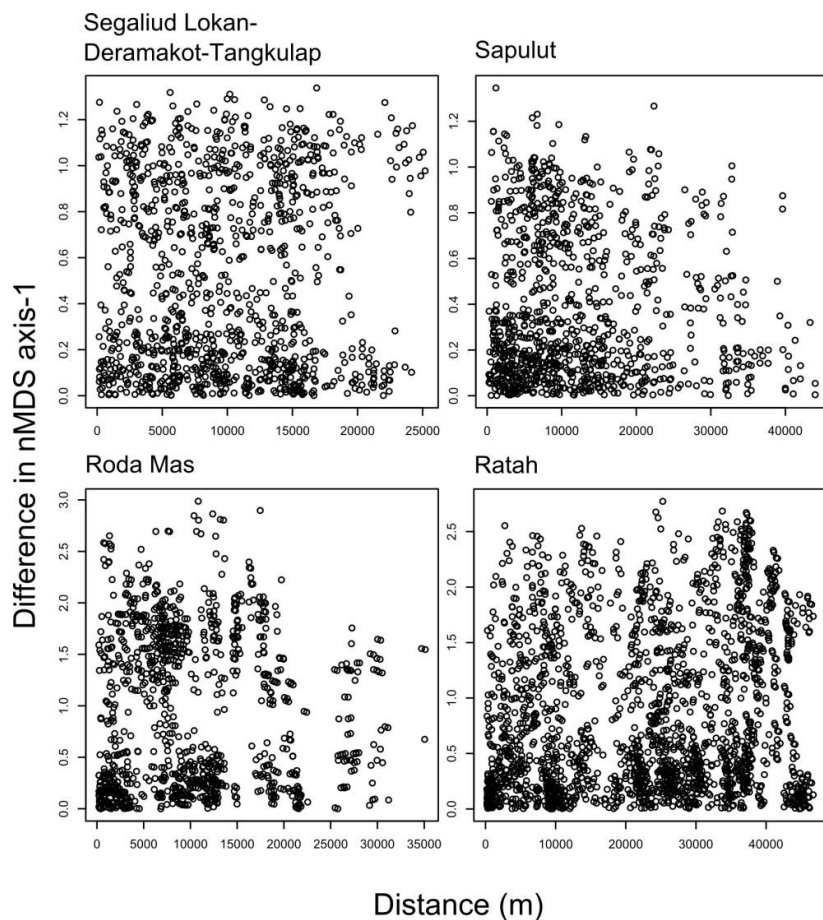 Segaliud Lokan-
Deramakot-Tangkulap
Sapulut
0.0 0.2 0.4 0.6 0.8 1.0 1.2
0 5000 10000 15000 20000 25000
0.0 0.2 0.4 0.6 0.8 1.0 1.2
0 10000 20000 30000 40000
Difference in nMDS axis-1
Roda Mas
Ratah
0.0 0.5 1.0 1.5 2.0 2.5 3.0
0 5000 10000 15000 20000 25000 30000 35000
0.0 0.5 1.0 1.5 2.0 2.5
0 10000 20000 30000 40000
Distance (m)